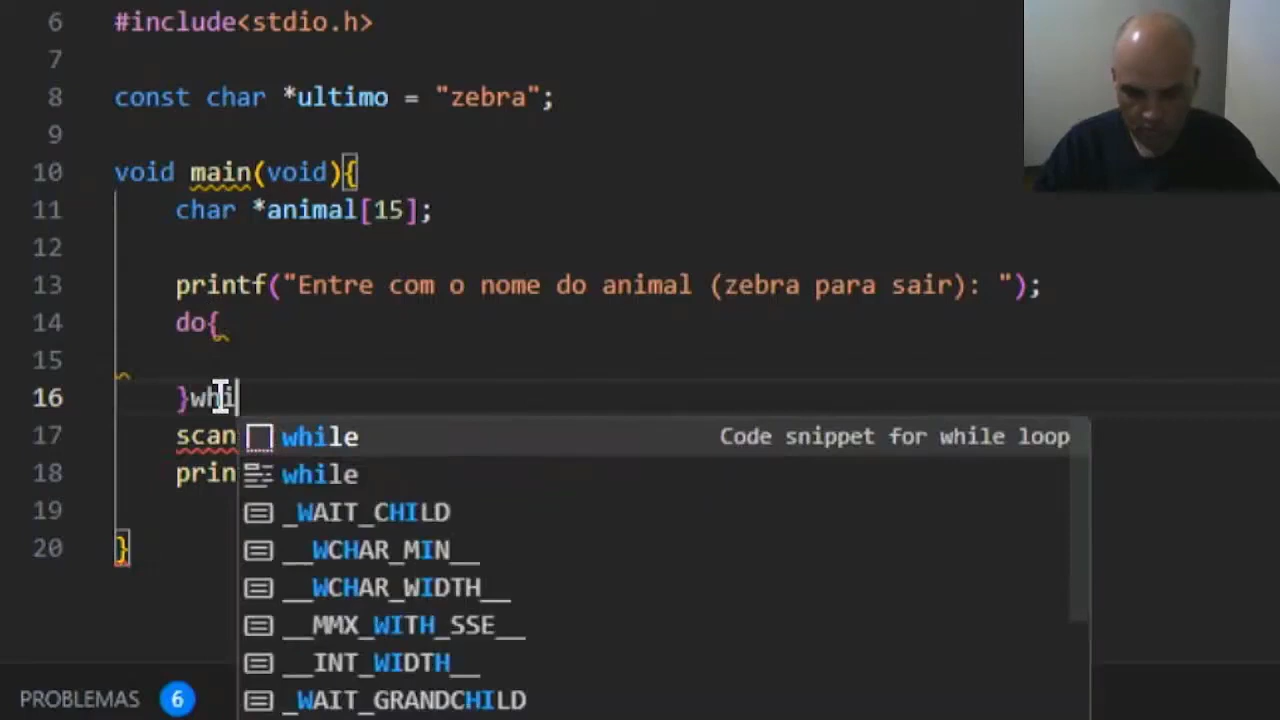 6 #include<stdio.h>
7
8 const char *ultimo = "zebra";
9
10 void main(void){
11 char *animal[15];
12
13 printf("Entre com o nome do animal (zebra para sair): ");
14 do{
15
16 }whi
17 scan
while Code snippet for while loop
18 prin
while
19
_WAIT_CHILD
20 }
__WCHAR_MIN__
__WCHAR_WIDTH__
__MMX_WITH_SSE__
__INT_WIDTH__
_WAIT_GRANDCHILD
PROBLEMAS 6